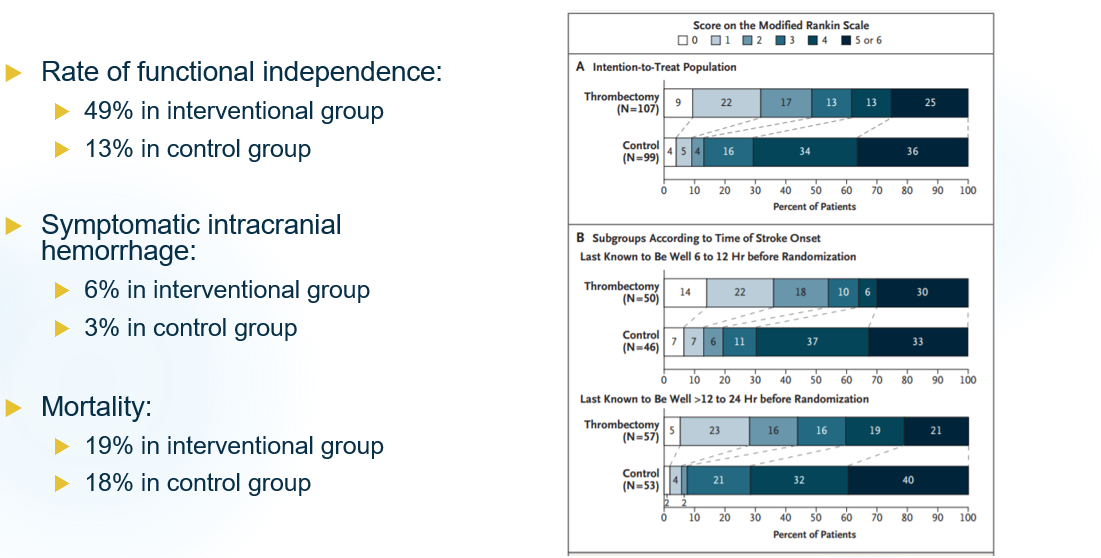 Rate of functional independence:
49% in interventional group
13% in control group
Symptomatic intracranial
hemorrhage:
6% in interventional group
3% in control group
Mortality:
19% in interventional group
18% in control group
Score on the Modified Rankin Scale
0 1 2 3 4 5 or 6
A Intention-to-Treat Population
Thrombectomy
(N=107)
9 22 17 13 13 25
Control
(N=99)
4 5 4 16 34 36
0 10 20 30 40 50 60 70 80 90 100
Percent of Patients
B Subgroups According to Time of Stroke Onset
Last Known to Be Well 6 to 12 Hr before Randomization
Thrombectomy
(N=50)
14 22 18 10 6 30
Control
(N=46)
7 7 6 11 37 33
0 10 20 30 40 50 60 70 80 90 100
Last Known to Be Well >12 to 24 Hr before Randomization
Thrombectomy
(N=57)
5 23 16 16 19 21
Control
(N=53)
4 21 32 40
2 2
0 10 20 30 40 50 60 70 80 90 100
Percent of Patients